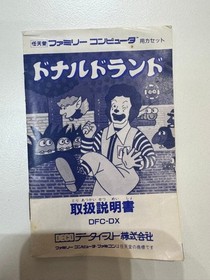 任天堂 ファミリー コンピュータ 用カセット
ドナルドランド
取扱説明書
DFC-DX
データイースト株式会社